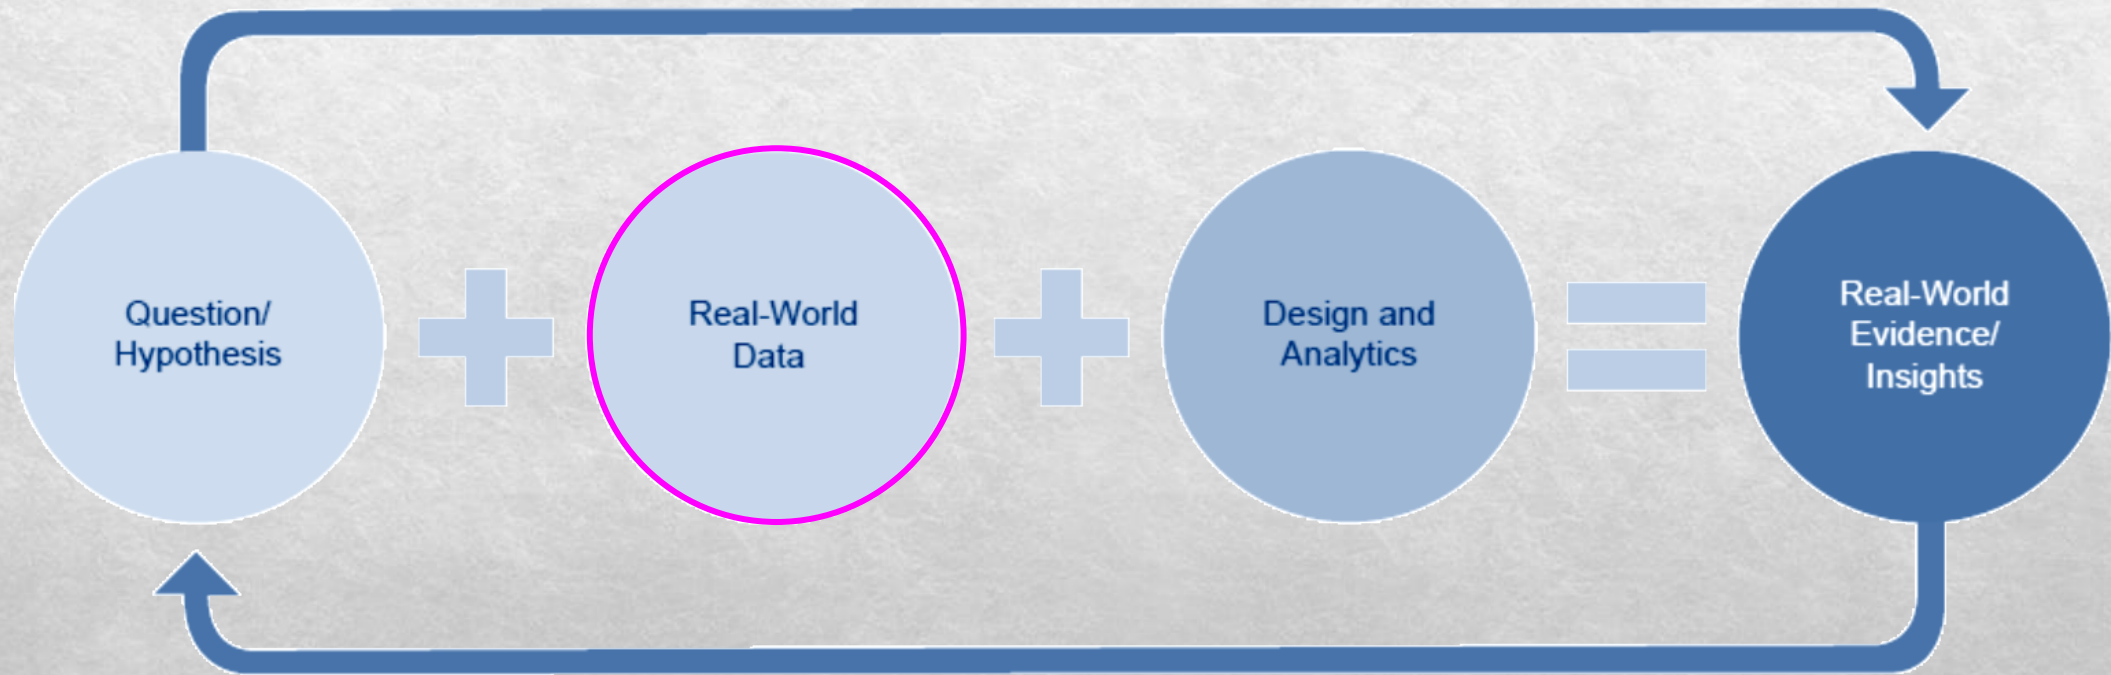 Question/
Hypothesis
Real-World
Data
Design and
Analytics
Real-World
Evidence/
Insights